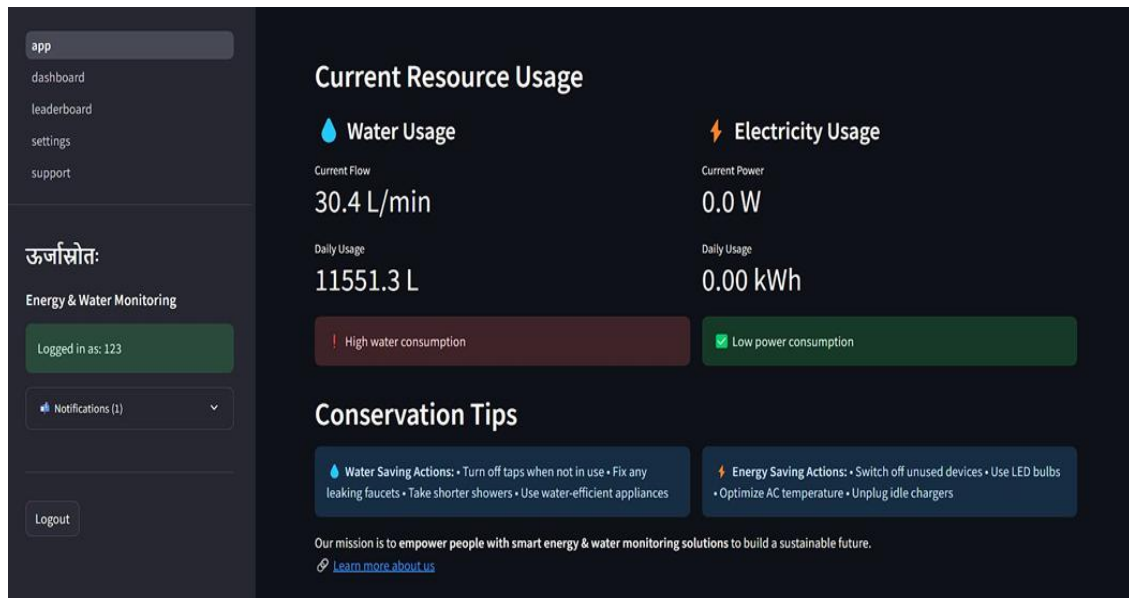 app
dashboard
leaderboard
settings
support
ऊर्जास्रोतः
Energy & Water Monitoring
Logged in as: 123
Notifications (1)
Logout
Current Resource Usage
Water Usage
Current Flow
30.4 L/min
Daily Usage
11551.3 L
High water consumption
Electricity Usage
Current Power
0.0 W
Daily Usage
0.00 kWh
Low power consumption
Conservation Tips
Water Saving Actions: • Turn off taps when not in use • Fix any
leaking faucets • Take shorter showers • Use water-efficient appliances
Energy Saving Actions: • Switch off unused devices • Use LED bulbs
• Optimize AC temperature • Unplug idle chargers
Our mission is to empower people with smart energy & water monitoring solutions to build a sustainable future.
Learn more about us